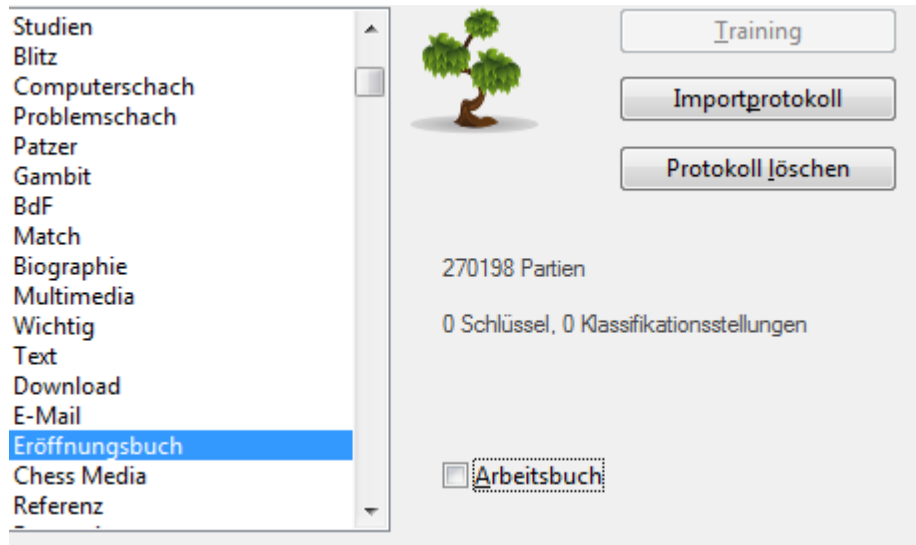 Studien
Blitz
Computerschach
Problemschach
Patzer
Gambit
BdF
Match
Biographie
Multimedia
Wichtig
Text
Download
E-Mail
Eröffnungsbuch
Chess Media
Referenz
Training
Importprotokoll
Protokoll löschen
270198 Partien
0 Schlüssel, 0 Klassifikationsstellungen
Arbeitsbuch